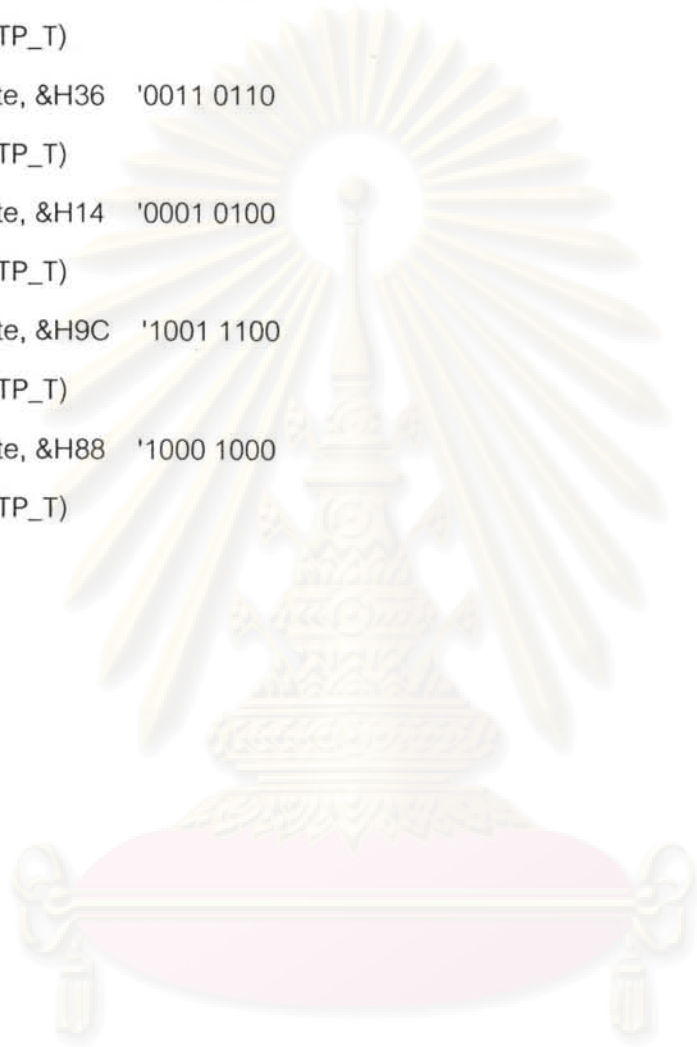 TP_T)
te, &H36 '0011 0110
TP_T)
te, &H14 '0001 0100
TP_T)
te, &H9C '1001 1100
TP_T)
te, &H88 '1000 1000
TP_T)